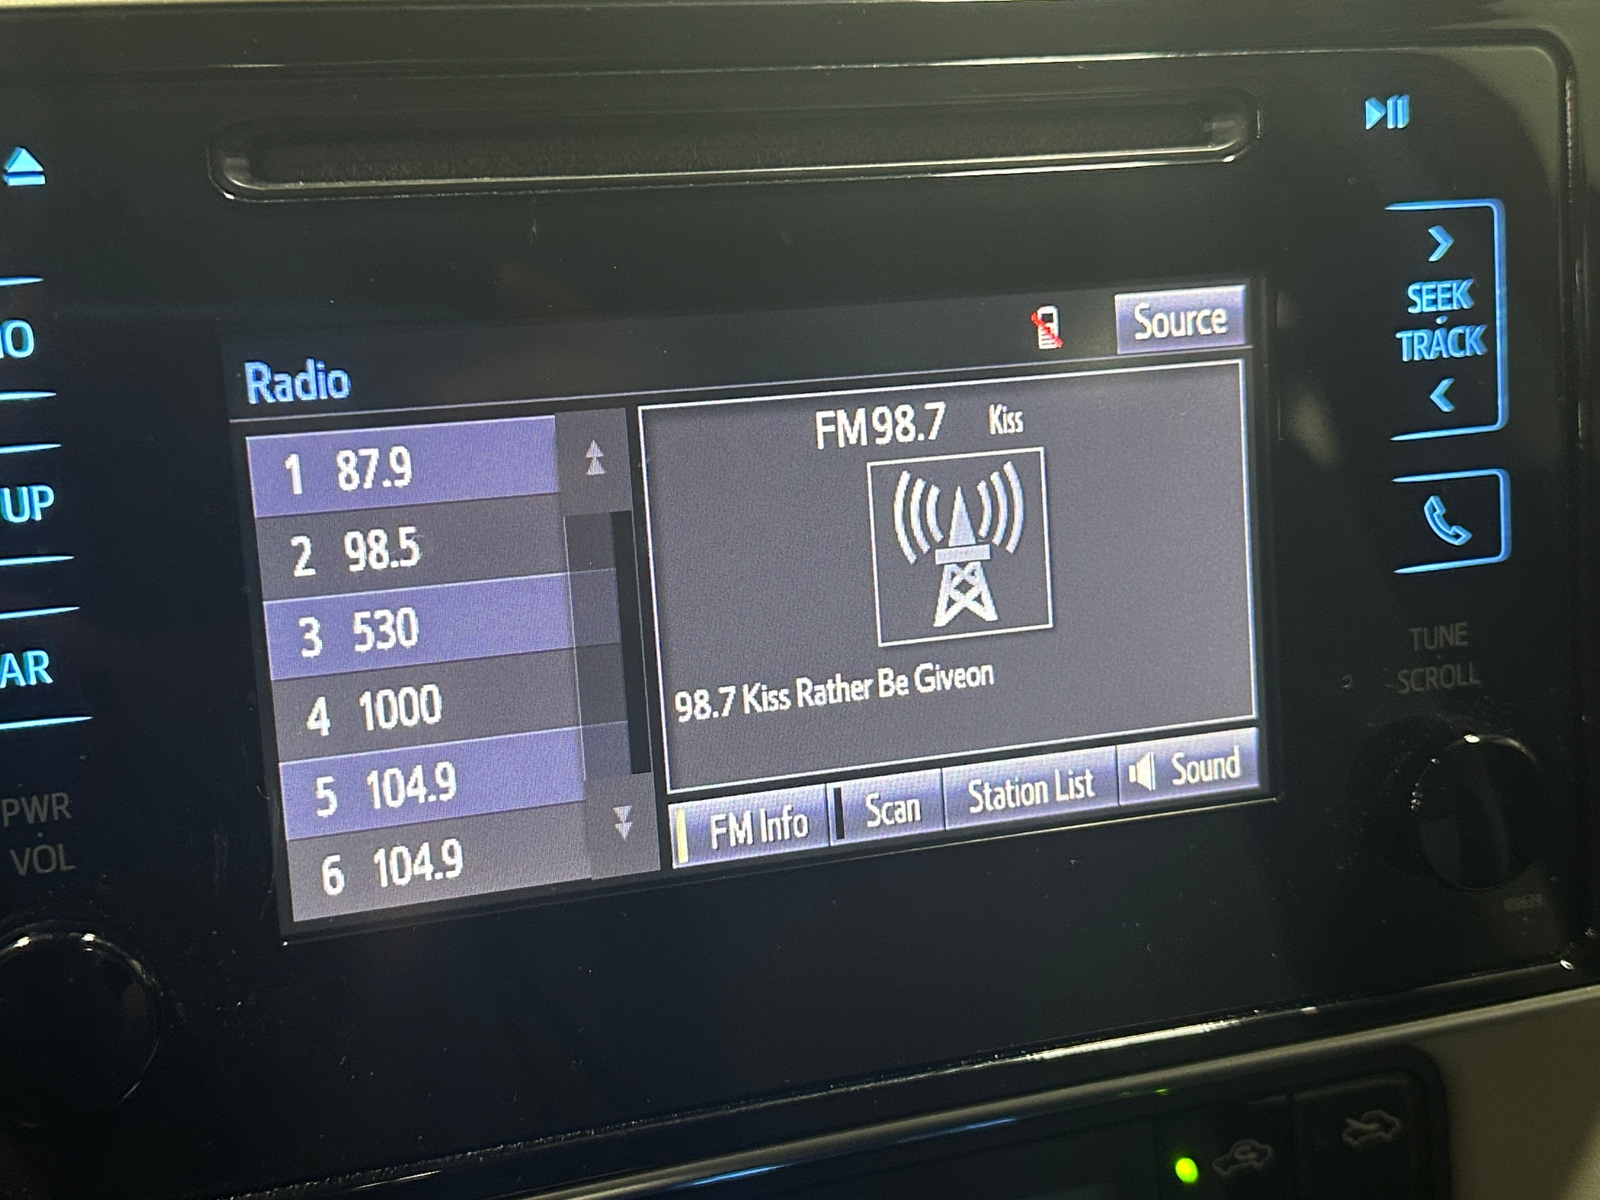 IO
UP
AR
PWR
VOL
Source
Radio
1 87.9
2 98.5
3 530
4 1000
5 104.9
6 104.9
FM 98.7 Kiss
98.7 Kiss Rather Be Giveon
FM Info
Scan
Station List
Sound
SEEK
TRACK
TUNE
SCROLL